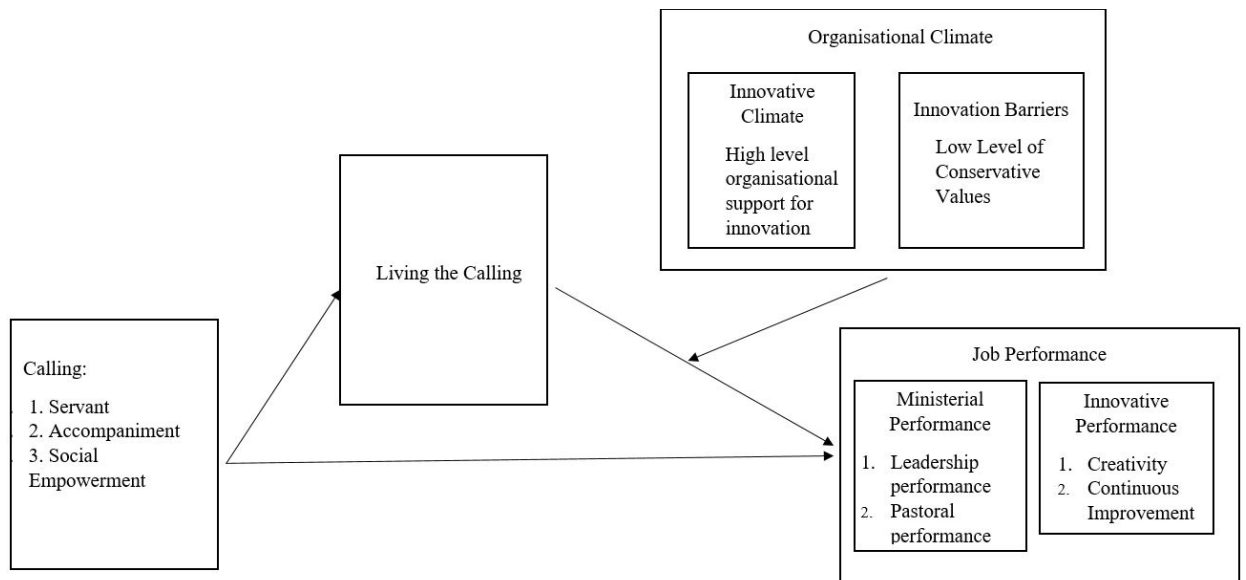 Organisational Climate
Innovative
Climate
High level
organisational
support for
innovation
Innovation Barriers
Low Level of
Conservative
Values
Living the Calling
Calling:
1. Servant
2. Accompaniment
3. Social
Empowerment
Job Performance
Ministerial
Performance
1. Leadership
performance
2. Pastoral
performance
Innovative
Performance
1. Creativity
2. Continuous
Improvement